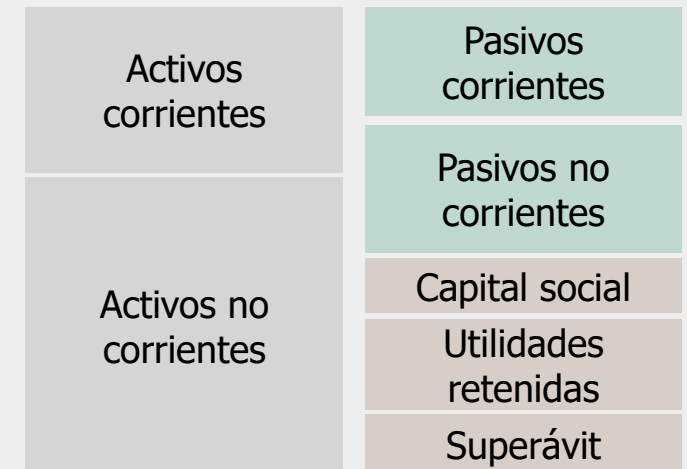 Activos
corrientes
Activos no
corrientes
Pasivos
corrientes
Pasivos no
corrientes
Capital social
Utilidades
retenidas
Superávit